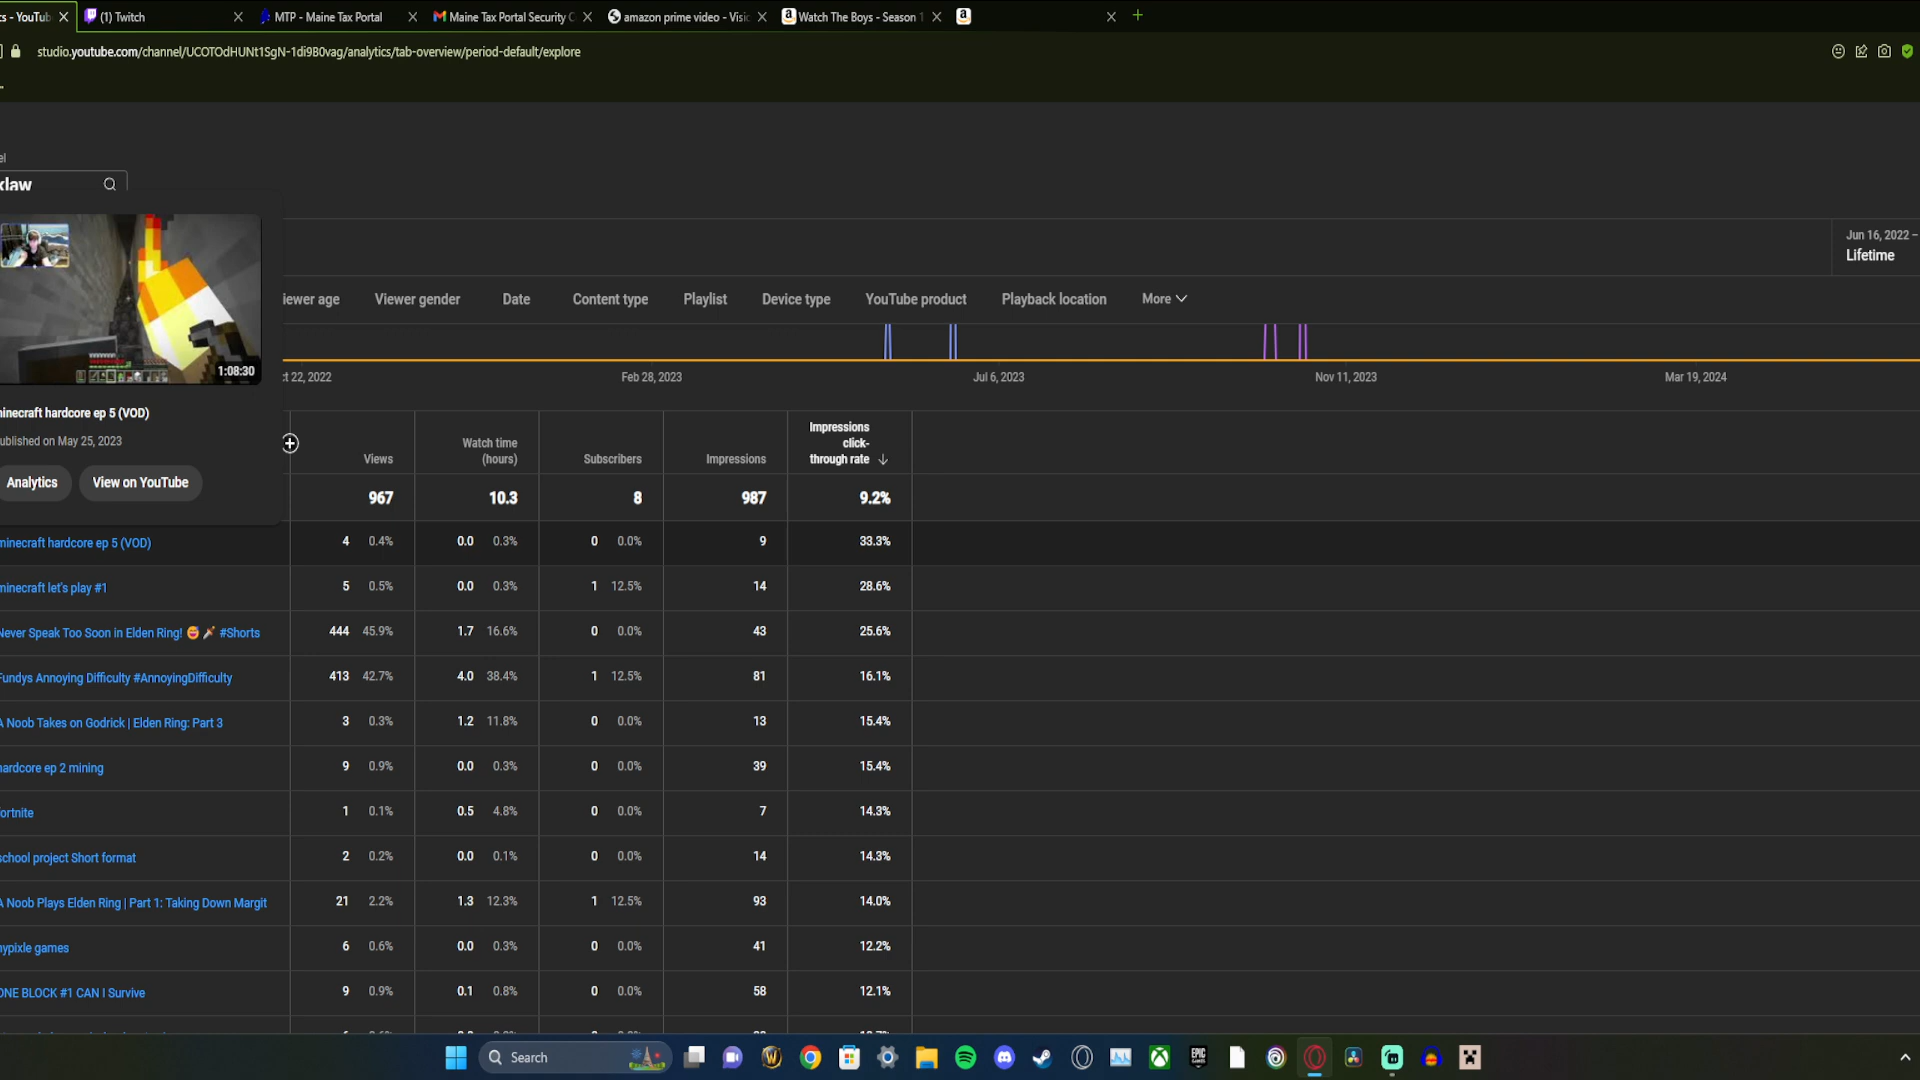 cs - YouTub
(1) Twitch
MTP - Maine Tax Portal
Maine Tax Portal Security C
amazon prime video - Visio
Watch The Boys - Season 1
studio.youtube.com/channel/UCOTOdHUNt1SgN-1di9B0vag/analytics/tab-overview/period-default/explore
el
klaw
Jun 16, 2022 –
Lifetime
iewer age Viewer gender Date Content type Playlist Device type YouTube product Playback location More
1:08:30
t 22, 2022 Feb 28, 2023 Jul 6, 2023 Nov 11, 2023 Mar 19, 2024
minecraft hardcore ep 5 (VOD)
ublished on May 25, 2023
Analytics View on YouTube
Views Watch time (hours) Subscribers Impressions Impressions click-through rate
967 10.3 8 987 9.2%
minecraft hardcore ep 5 (VOD) 4 0.4% 0.0 0.3% 0 0.0% 9 33.3%
minecraft let's play #1 5 0.5% 0.0 0.3% 1 12.5% 14 28.6%
Never Speak Too Soon in Elden Ring! 😅 🗡 #Shorts 444 45.9% 1.7 16.6% 0 0.0% 43 25.6%
Fundys Annoying Difficulty #AnnoyingDifficulty 413 42.7% 4.0 38.4% 1 12.5% 81 16.1%
A Noob Takes on Godrick | Elden Ring: Part 3 3 0.3% 1.2 11.8% 0 0.0% 13 15.4%
hardcore ep 2 mining 9 0.9% 0.0 0.3% 0 0.0% 39 15.4%
fortnite 1 0.1% 0.5 4.8% 0 0.0% 7 14.3%
school project Short format 2 0.2% 0.0 0.1% 0 0.0% 14 14.3%
A Noob Plays Elden Ring | Part 1: Taking Down Margit 21 2.2% 1.3 12.3% 1 12.5% 93 14.0%
hypixle games 6 0.6% 0.0 0.3% 0 0.0% 41 12.2%
ONE BLOCK #1 CAN I Survive 9 0.9% 0.1 0.8% 0 0.0% 58 12.1%
Search
EPIC GAMES